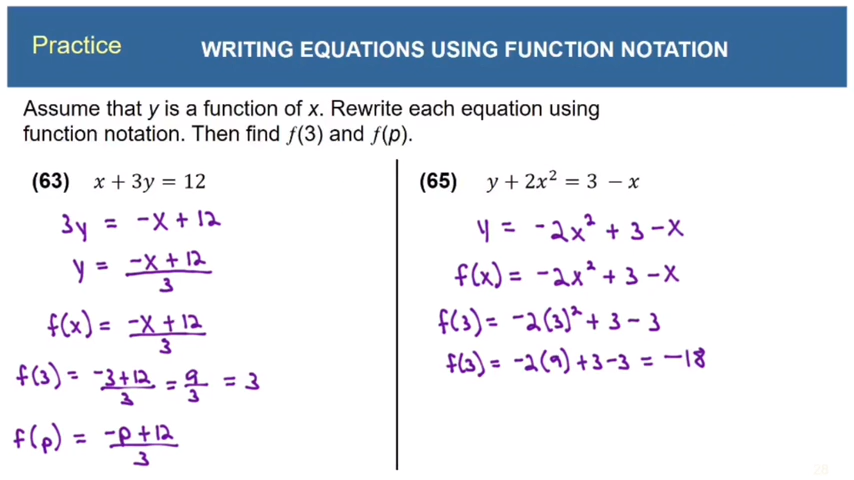 Practice
WRITING EQUATIONS USING FUNCTION NOTATION
Assume that y is a function of x. Rewrite each equation using
function notation. Then find f(3) and f(p).
(63) x + 3y = 12
3y = -x + 12
y = (-x + 12)/3
f(x) = (-x + 12)/3
f(3) = (-3+12)/3 = 9/3 = 3
f(p) = (-p+12)/3
(65) y + 2x² = 3 − x
y = -2x² + 3 - x
f(x) = -2x² + 3 - x
f(3) = -2(3)² + 3 - 3
f(3) = -2(9) + 3 - 3 = -18
28